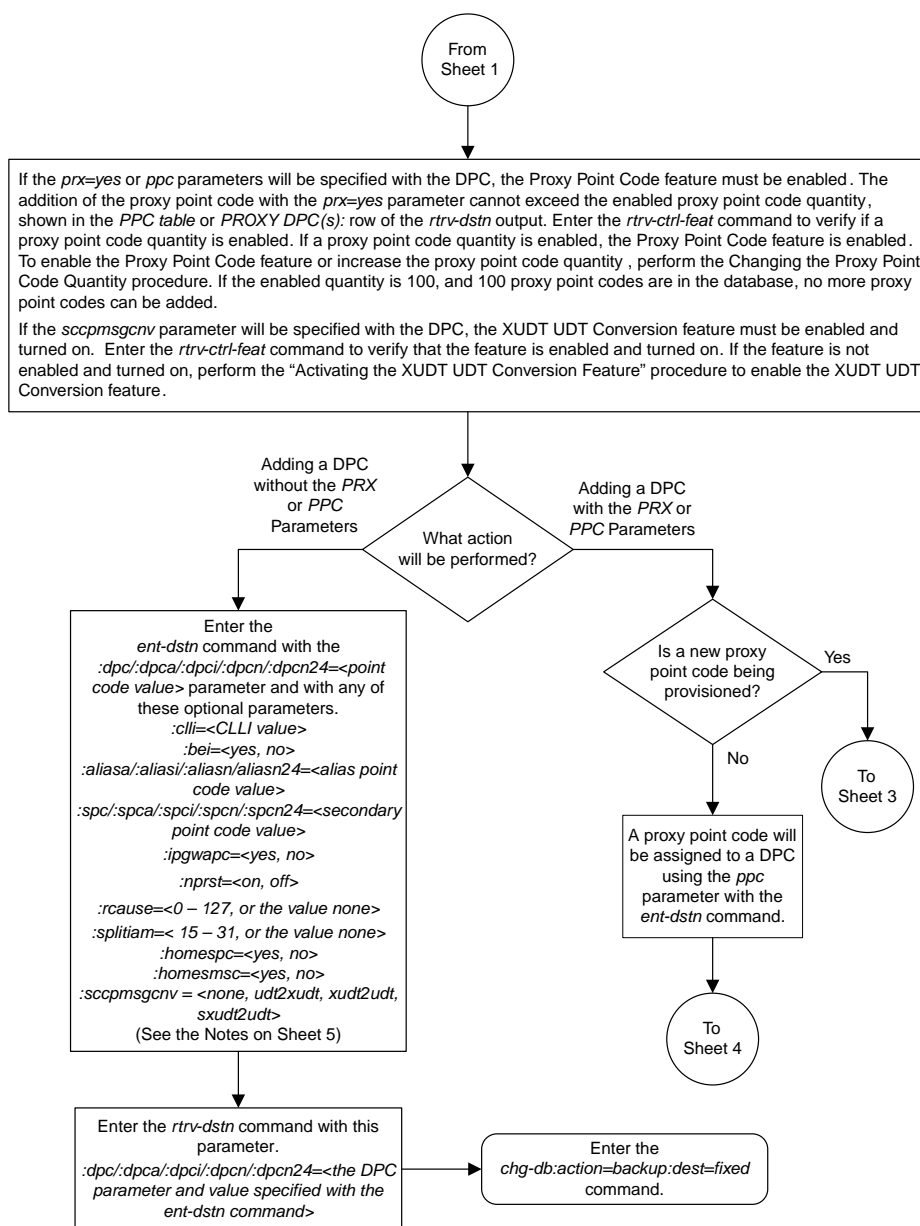 From
Sheet 1
If the prx=yes or ppc parameters will be specified with the DPC, the Proxy Point Code feature must be enabled. The
addition of the proxy point code with the prx=yes parameter cannot exceed the enabled proxy point code quantity,
shown in the PPC table or PROXY DPC(s): row of the rtrv-dstn output. Enter the rtrv-ctrl-feat command to verify if a
proxy point code quantity is enabled. If a proxy point code quantity is enabled, the Proxy Point Code feature is enabled.
To enable the Proxy Point Code feature or increase the proxy point code quantity , perform the Changing the Proxy Point
Code Quantity procedure. If the enabled quantity is 100, and 100 proxy point codes are in the database, no more proxy
point codes can be added.
If the sccpmsgcnv parameter will be specified with the DPC, the XUDT UDT Conversion feature must be enabled and
turned on. Enter the rtrv-ctrl-feat command to verify that the feature is enabled and turned on. If the feature is not
enabled and turned on, perform the “Activating the XUDT UDT Conversion Feature” procedure to enable the XUDT UDT
Conversion feature.
Adding a DPC
without the PRX
or PPC
Parameters
What action
will be performed?
Adding a DPC
with the PRX or
PPC Parameters
Enter the
ent-dstn command with the
:dpc/:dpca/:dpci/:dpcn/:dpcn24=<point
code value> parameter and with any of
these optional parameters.
:clli=<CLLI value>
:bei=<yes, no>
:aliasa/:aliasi/:aliasn/aliasn24=<alias point
code value>
:spc/:spca/:spci/:spcn/:spcn24=<secondary
point code value>
:ipgwapc=<yes, no>
:nprst=<on, off>
:rcause=<0 – 127, or the value none>
:splitiam=< 15 – 31, or the value none>
:homespc=<yes, no>
:homesmsc=<yes, no>
:sccpmsgcnv = <none, udt2xudt, xudt2udt,
sxudt2udt>
(See the Notes on Sheet 5)
Is a new proxy
point code being
provisioned?
Yes
No
To
Sheet 3
A proxy point code will
be assigned to a DPC
using the ppc
parameter with the
ent-dstn command.
To
Sheet 4
Enter the rtrv-dstn command with this
parameter.
:dpc/:dpca/:dpci/:dpcn/:dpcn24=<the DPC
parameter and value specified with the
ent-dstn command>
Enter the
chg-db:action=backup:dest=fixed
command.